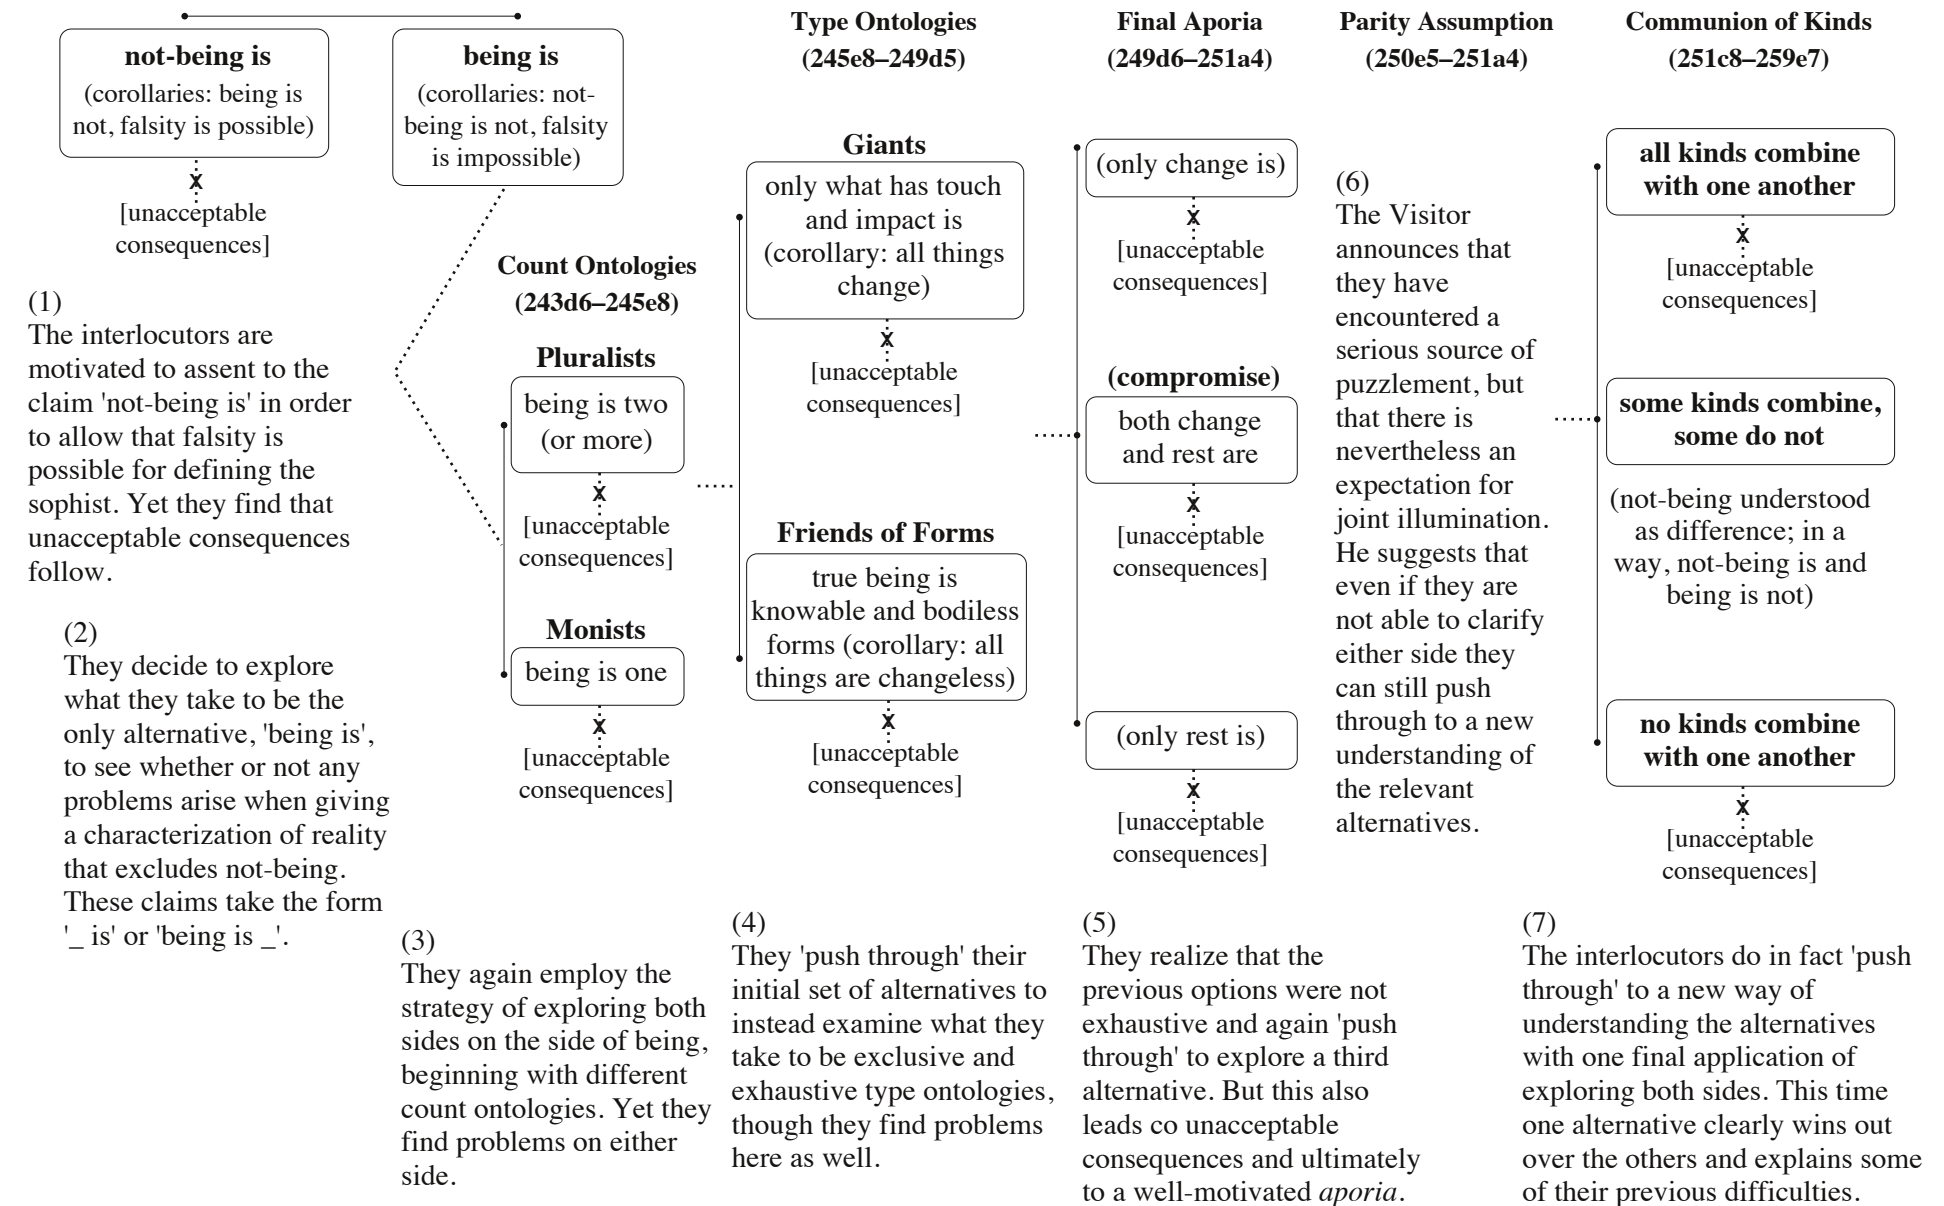 not-being is
(corollaries: being is
not, falsity is possible)
x
[unacceptable
consequences]
being is
(corollaries: not-
being is not, falsity
is impossible)
(1)
The interlocutors are
motivated to assent to the
claim 'not-being is' in order
to allow that falsity is
possible for defining the
sophist. Yet they find that
unacceptable consequences
follow.
(2)
They decide to explore
what they take to be the
only alternative, 'being is',
to see whether or not any
problems arise when giving
a characterization of reality
that excludes not-being.
These claims take the form
'_ is' or 'being is _'.
Count Ontologies
(243d6–245e8)
Pluralists
being is two
(or more)
x
[unacceptable
consequences]
Monists
being is one
x
[unacceptable
consequences]
(3)
They again employ the
strategy of exploring both
sides on the side of being,
beginning with different
count ontologies. Yet they
find problems on either
side.
Type Ontologies
(245e8–249d5)
Giants
only what has touch
and impact is
(corollary: all things
change)
x
[unacceptable
consequences]
Friends of Forms
true being is
knowable and bodiless
forms (corollary: all
things are changeless)
x
[unacceptable
consequences]
(4)
They 'push through' their
initial set of alternatives to
instead examine what they
take to be exclusive and
exhaustive type ontologies,
though they find problems
here as well.
Final Aporia
(249d6–251a4)
(only change is)
x
[unacceptable
consequences]
(compromise)
both change
and rest are
x
[unacceptable
consequences]
(only rest is)
x
[unacceptable
consequences]
(5)
They realize that the
previous options were not
exhaustive and again 'push
through' to explore a third
alternative. But this also
leads co unacceptable
consequences and ultimately
to a well-motivated aporia.
Parity Assumption
(250e5–251a4)
(6)
The Visitor
announces that
they have
encountered a
serious source of
puzzlement, but
that there is
nevertheless an
expectation for
joint illumination.
He suggests that
even if they are
not able to clarify
either side they
can still push
through to a new
understanding of
the relevant
alternatives.
Communion of Kinds
(251c8–259e7)
all kinds combine
with one another
x
[unacceptable
consequences]
some kinds combine,
some do not
(not-being understood
as difference; in a
way, not-being is and
being is not)
no kinds combine
with one another
x
[unacceptable
consequences]
(7)
The interlocutors do in fact 'push
through' to a new way of
understanding the alternatives
with one final application of
exploring both sides. This time
one alternative clearly wins out
over the others and explains some
of their previous difficulties.